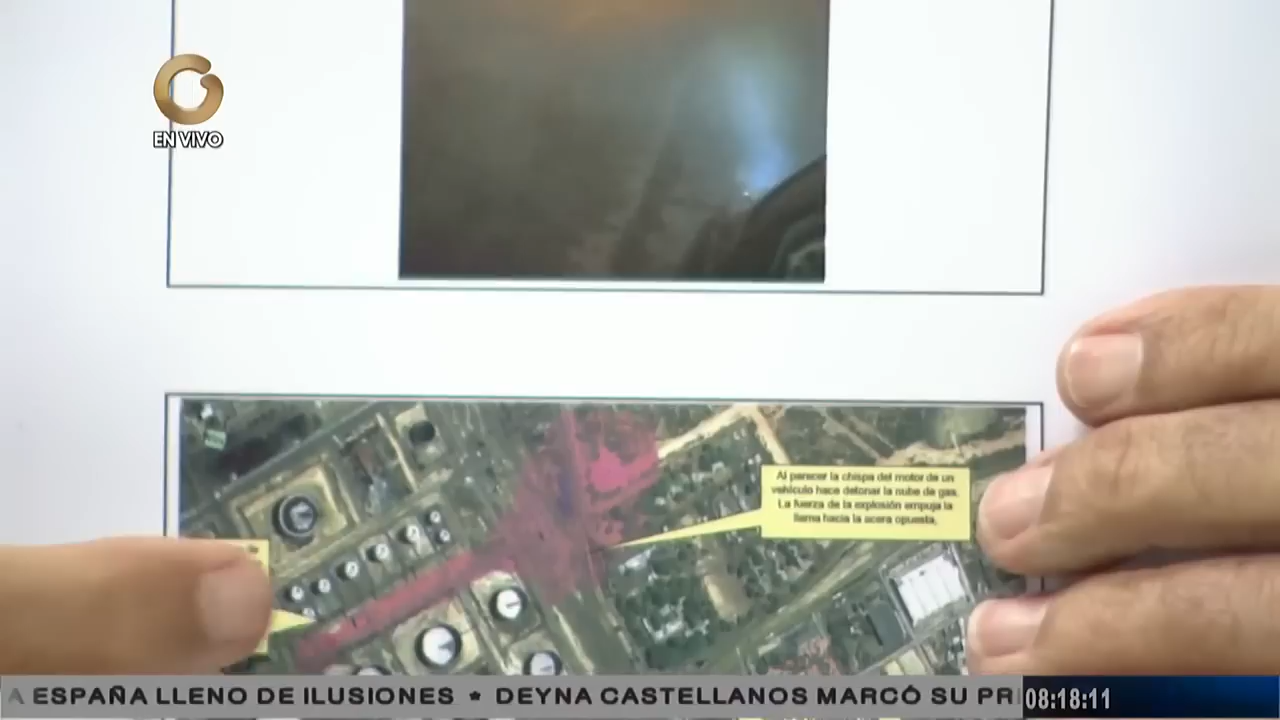 EN VIVO
Al parecer la chispa del motor de un
vehículo hace detonar la nube de gas.
La fuerza de la explosión empuja la
llama hacia la acera opuesta.
A ESPAÑA LLENO DE ILUSIONES * DEYNA CASTELLANOS MARCÓ SU PRI
08:18:11